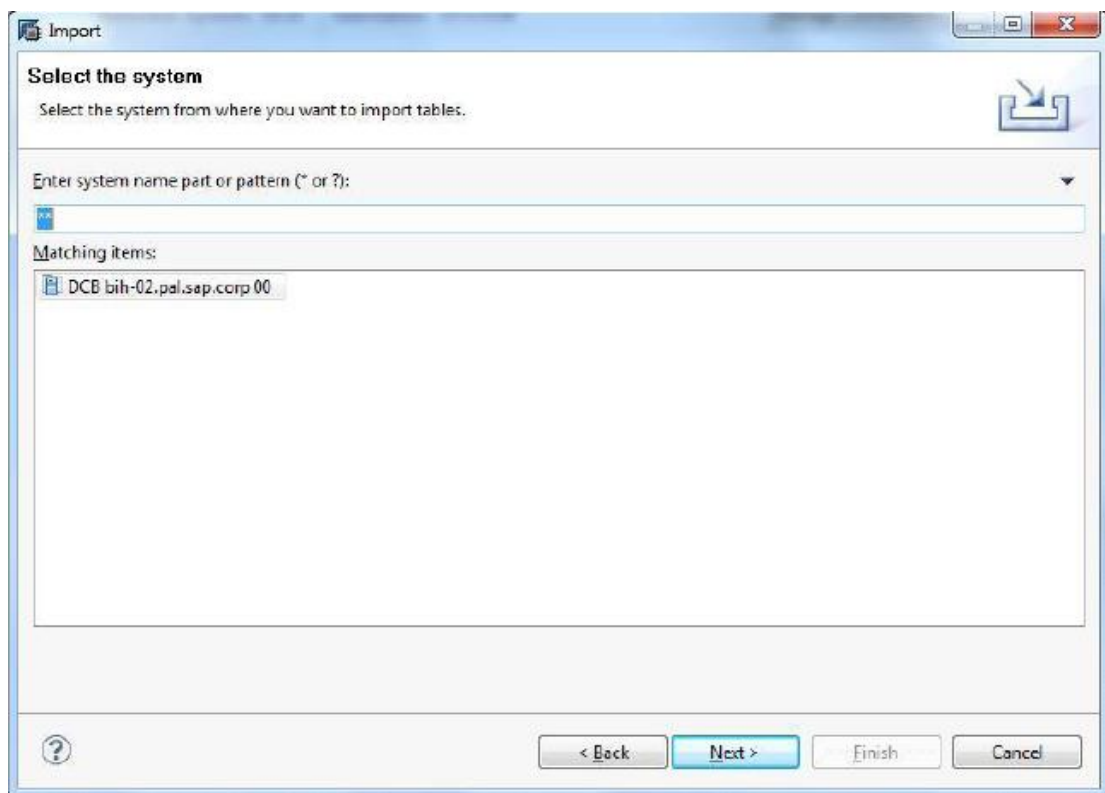 Import
Select the system
Select the system from where you want to import tables.
Enter system name part or pattern (* or ?):
**
Matching items:
DCB bih-02.pal.sap.corp 00
?
< Back
Next >
Finish
Cancel